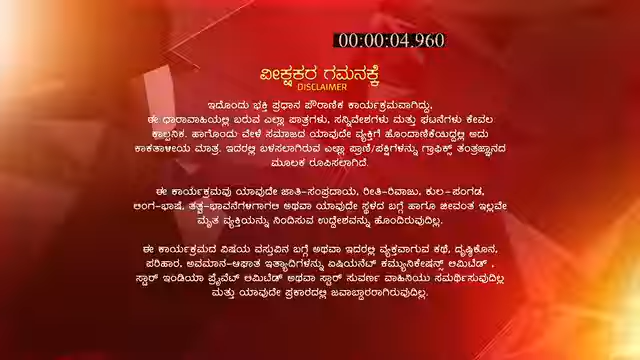 00:00:04.960
ವೀಕ್ಷಕರ ಗಮನಕ್ಕೆ
DISCLAIMER
ಇದೊಂದು ಭಕ್ತಿ ಪ್ರಧಾನ ಪೌರಾಣಿಕ ಕಾರ್ಯಕ್ರಮವಾಗಿದ್ದು,
ಈ ಧಾರಾವಾಹಿಯಲ್ಲಿ ಬರುವ ಎಲ್ಲಾ ಪಾತ್ರಗಳು, ಸನ್ನಿವೇಶಗಳು ಮತ್ತು ಘಟನೆಗಳು ಕೇವಲ
ಕಾಲ್ಪನಿಕ. ಹಾಗೊಂದು ವೇಳೆ ಸಮಾಜದ ಯಾವುದೇ ವ್ಯಕ್ತಿಗೆ ಹೊಂದಾಣಿಕೆಯಿದ್ದಲ್ಲಿ ಅದು
ಕಾಕತಾಳೀಯ ಮಾತ್ರ. ಇದರಲ್ಲಿ ಬಳಸಲಾಗಿರುವ ಎಲ್ಲಾ ಪ್ರಾಣಿ/ಪಕ್ಷಿಗಳನ್ನು ಗ್ರಾಫಿಕ್ಸ್ ತಂತ್ರಜ್ಞಾನದ
ಮೂಲಕ ರೂಪಿಸಲಾಗಿದೆ.
ಈ ಕಾರ್ಯಕ್ರಮವು ಯಾವುದೇ ಜಾತಿ-ಸಂಪ್ರದಾಯ, ರೀತಿ-ರಿವಾಜು, ಕುಲ-ಪಂಗಡ,
ಲಿಂಗ-ಭಾಷೆ, ತತ್ವ-ಭಾವನೆಗಳಿಗಾಗಲಿ ಅಥವಾ ಯಾವುದೇ ಸ್ಥಳದ ಬಗ್ಗೆ ಹಾಗೂ ಜೀವಂತ ಇಲ್ಲವೇ
ಮೃತ ವ್ಯಕ್ತಿಯನ್ನು ನಿಂದಿಸುವ ಉದ್ದೇಶವನ್ನು ಹೊಂದಿರುವುದಿಲ್ಲ.
ಈ ಕಾರ್ಯಕ್ರಮದ ವಿಷಯ ವಸ್ತುವಿನ ಬಗ್ಗೆ ಅಥವಾ ಇದರಲ್ಲಿ ವ್ಯಕ್ತವಾಗುವ ಕಥೆ, ದೃಷ್ಠಿಕೋನ,
ಪರಿಹಾರ, ಅವಮಾನ-ಆಘಾತ ಇತ್ಯಾದಿಗಳನ್ನು ಏಷಿಯನೆಟ್ ಕಮ್ಯುನಿಕೇಷನ್ಸ್ ಲಿಮಿಟೆಡ್ ,
ಸ್ಟಾರ್ ಇಂಡಿಯಾ ಪ್ರೈವೆಟ್ ಲಿಮಿಟೆಡ್ ಅಥವಾ ಸ್ಟಾರ್ ಸುವರ್ಣ ವಾಹಿನಿಯು ಸಮರ್ಥಿಸುವುದಿಲ್ಲ
ಮತ್ತು ಯಾವುದೇ ಪ್ರಕಾರದಲ್ಲಿ ಜವಾಬ್ದಾರರಾಗಿರುವುದಿಲ್ಲ.